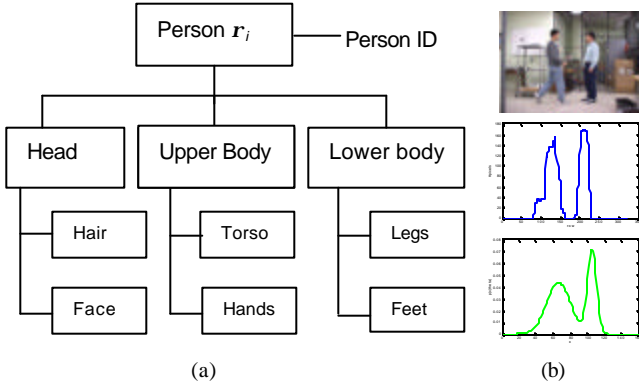 Person r_i
Person ID
Head
Upper Body
Lower body
Hair
Torso
Legs
Face
Hands
Feet
(a)
(b)